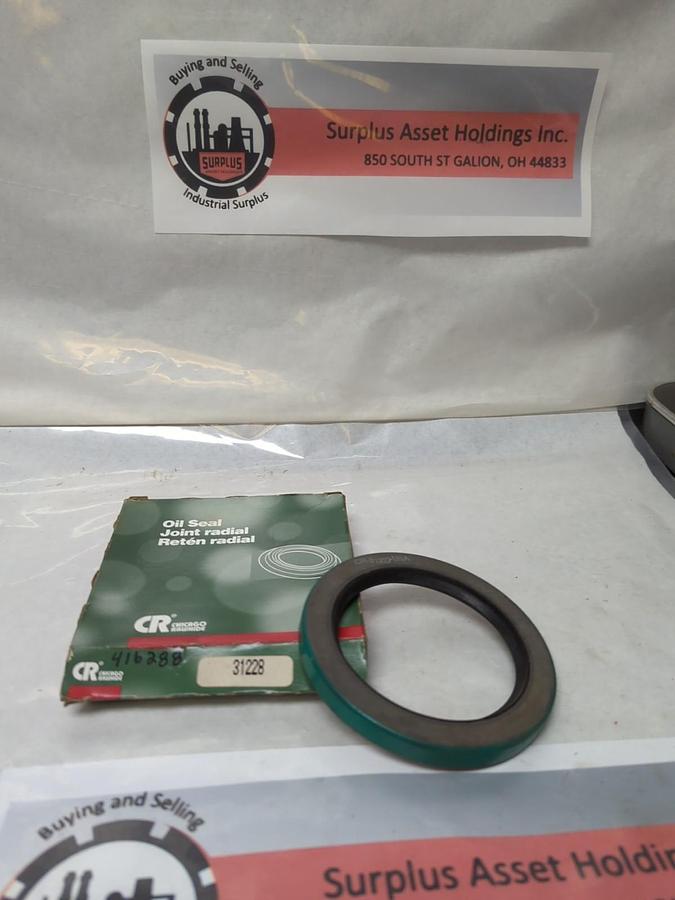 Buying and Selling
SURPLUS
Industrial Surplus
Surplus Asset Holdings Inc.
850 SOUTH ST GALION, OH 44833
Oil Seal
Joint radial
Retén radial
CR® CHICAGO RAWHIDE
CR® CHICAGO RAWHIDE
416288
31228
Buying and Selling
Surplus Asset Holdin